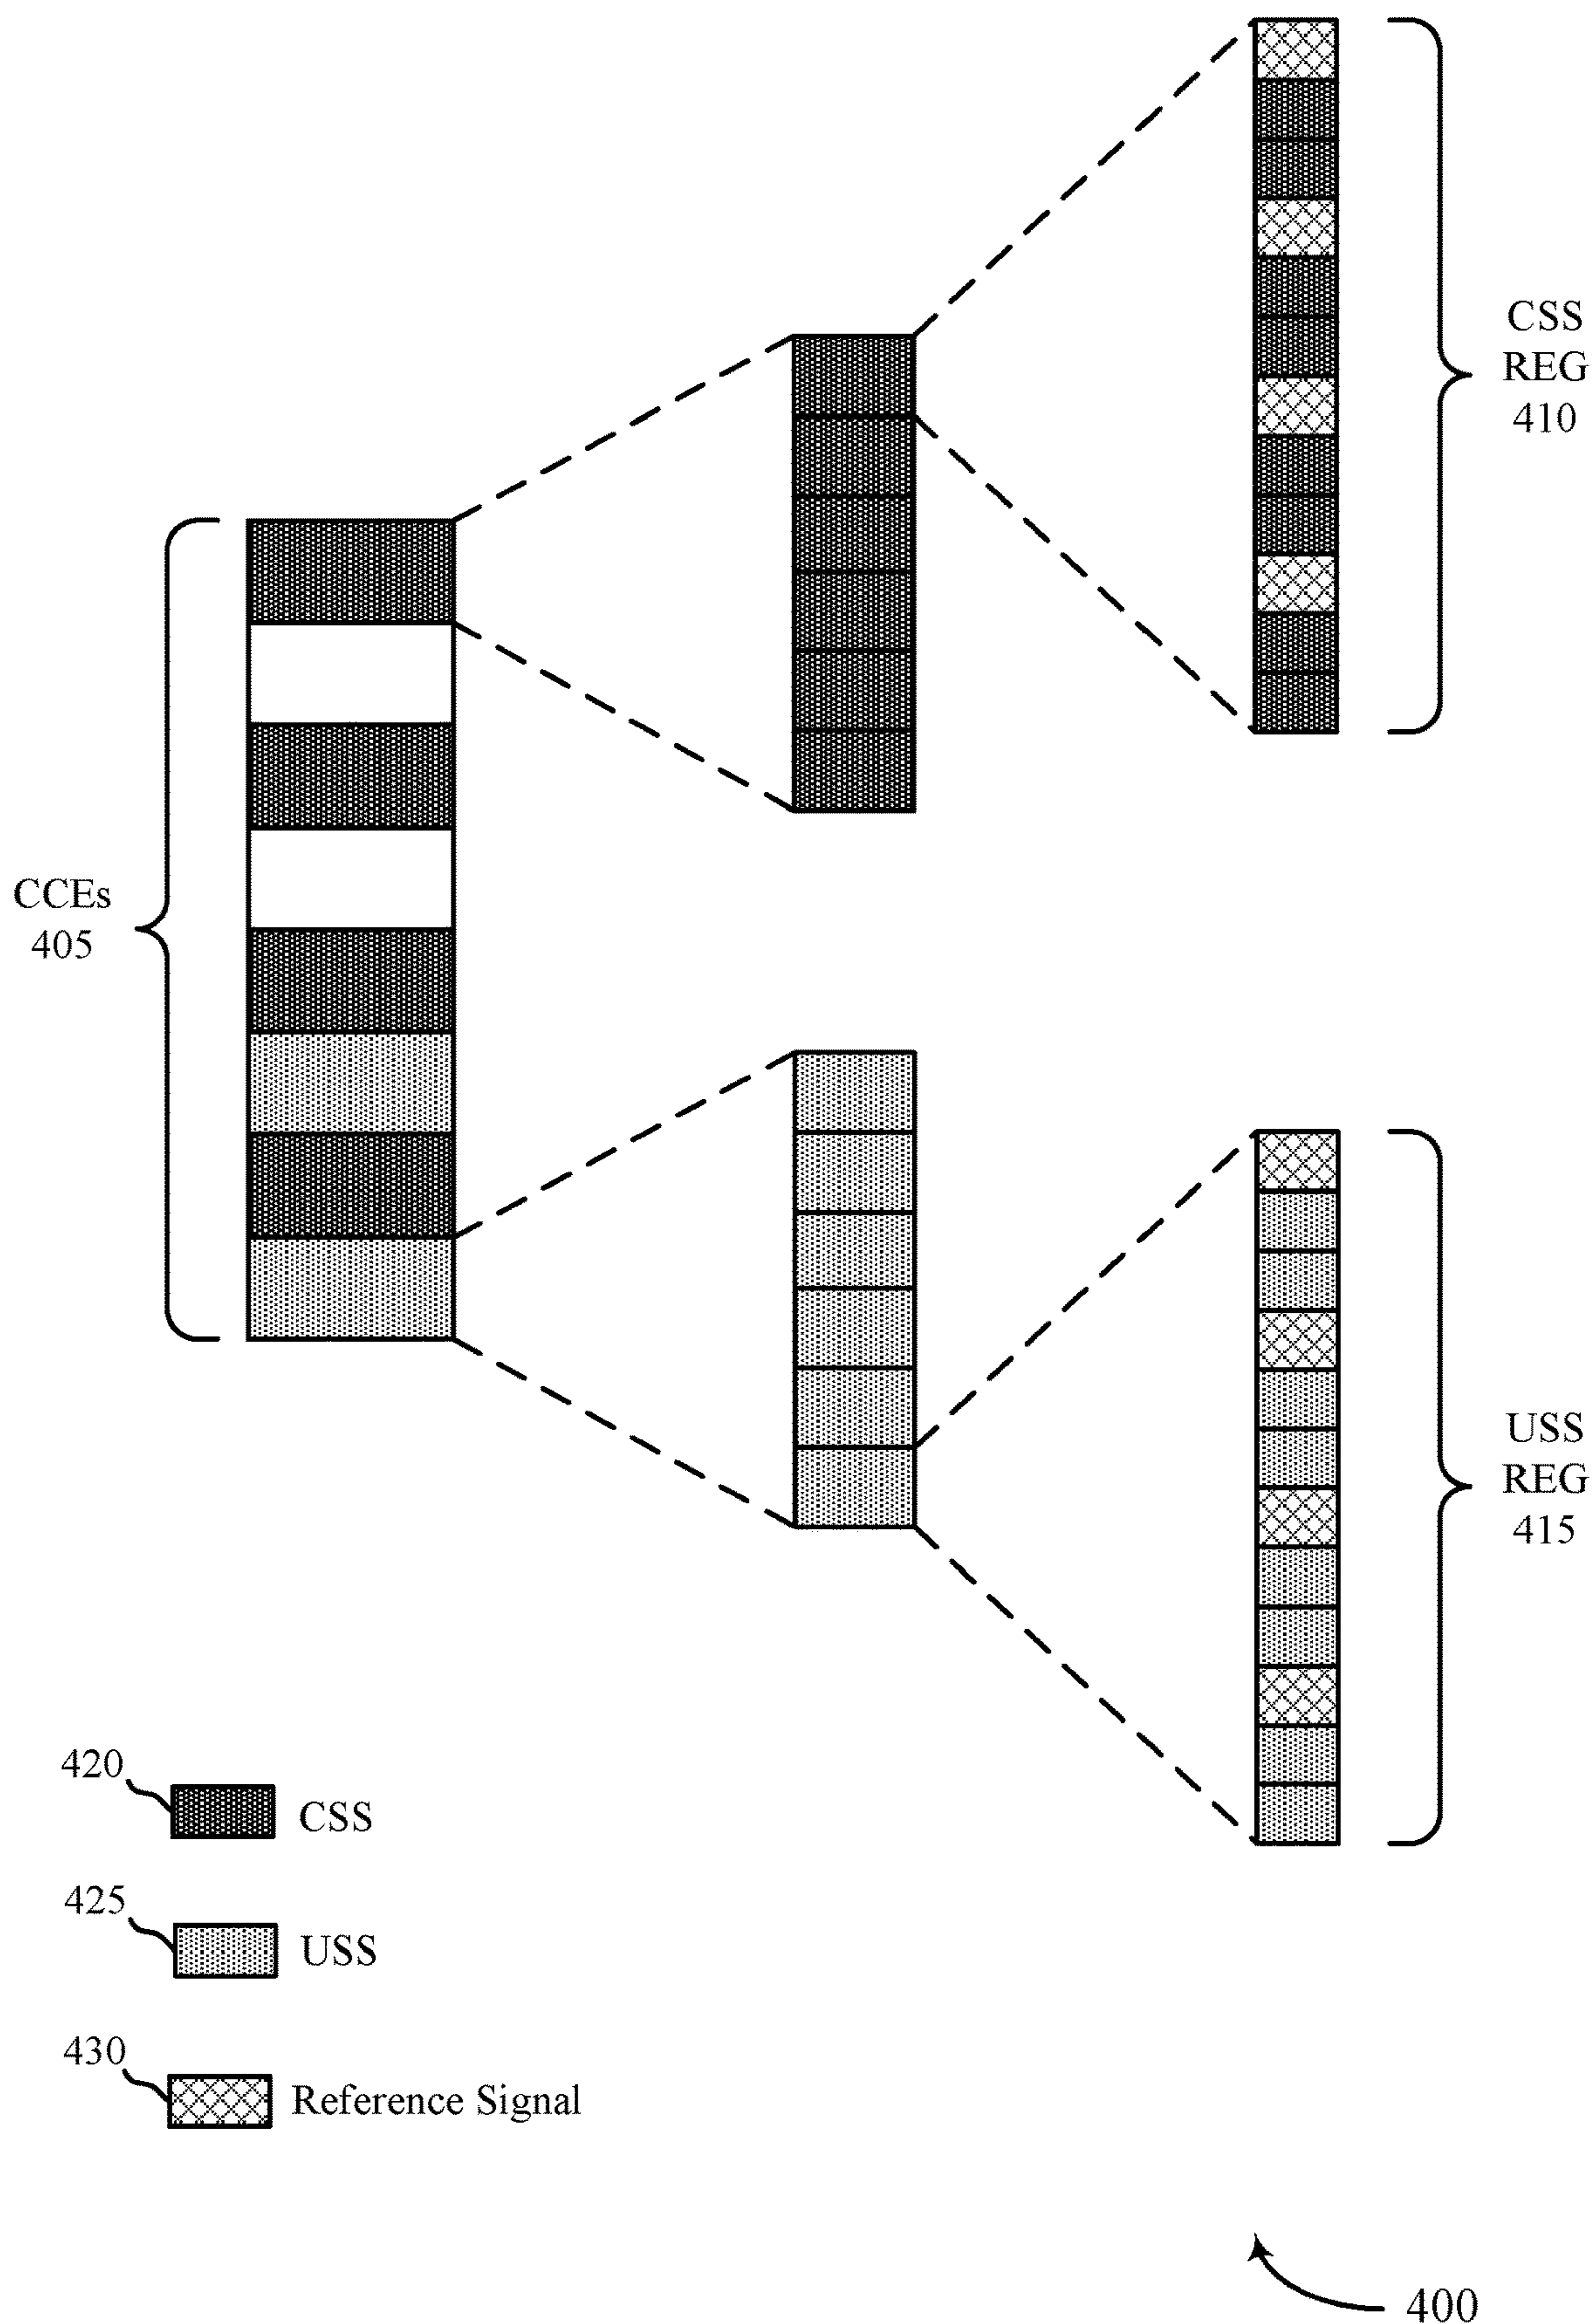 CSS
REG
410
CCEs
405
USS
REG
415
420
CSS
425
USS
430
Reference Signal
400